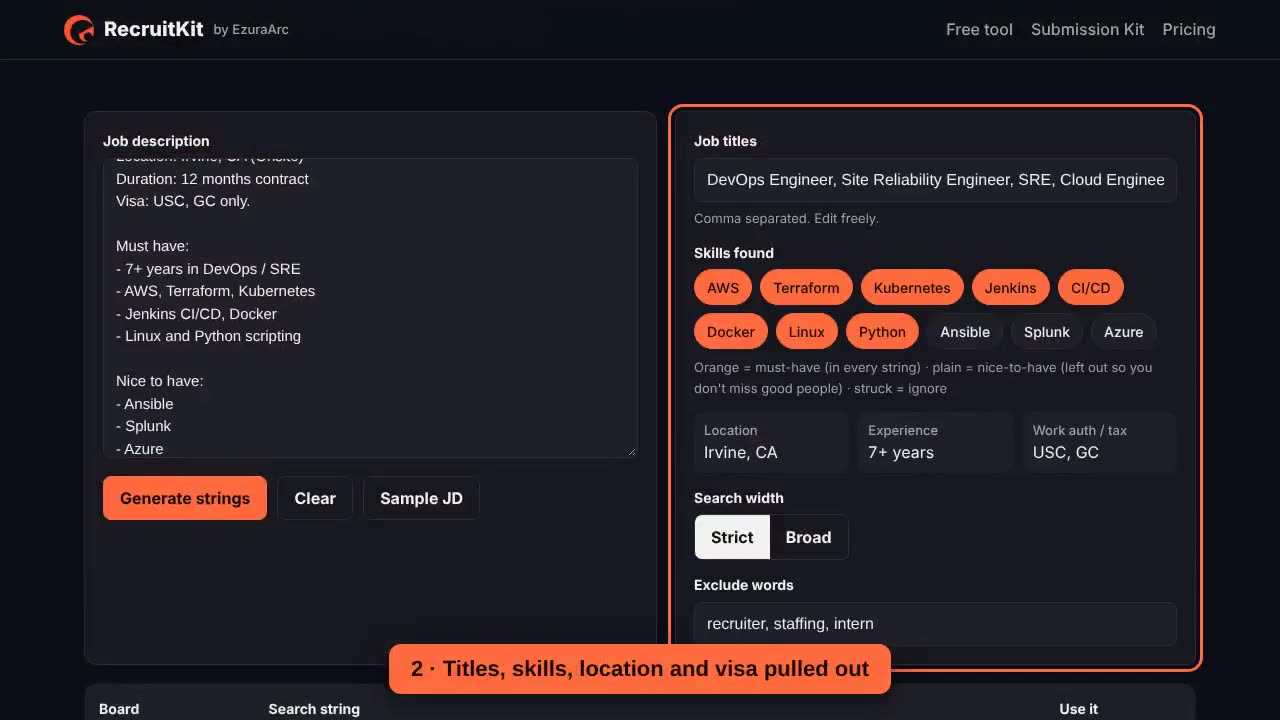 RecruitKit by EzuraArc
Free tool Submission Kit Pricing
Job description
Location: Irvine, CA (Onsite)
Duration: 12 months contract
Visa: USC, GC only.
Must have:
- 7+ years in DevOps / SRE
- AWS, Terraform, Kubernetes
- Jenkins CI/CD, Docker
- Linux and Python scripting
Nice to have:
- Ansible
- Splunk
- Azure
Generate strings Clear Sample JD
Job titles
DevOps Engineer, Site Reliability Engineer, SRE, Cloud Enginee
Comma separated. Edit freely.
Skills found
AWS Terraform Kubernetes Jenkins CI/CD
Docker Linux Python Ansible Splunk Azure
Orange = must-have (in every string) · plain = nice-to-have (left out so you
don't miss good people) · struck = ignore
Location Experience Work auth / tax
Irvine, CA 7+ years USC, GC
Search width
Strict Broad
Exclude words
recruiter, staffing, intern
2 · Titles, skills, location and visa pulled out
Board Search string Use it